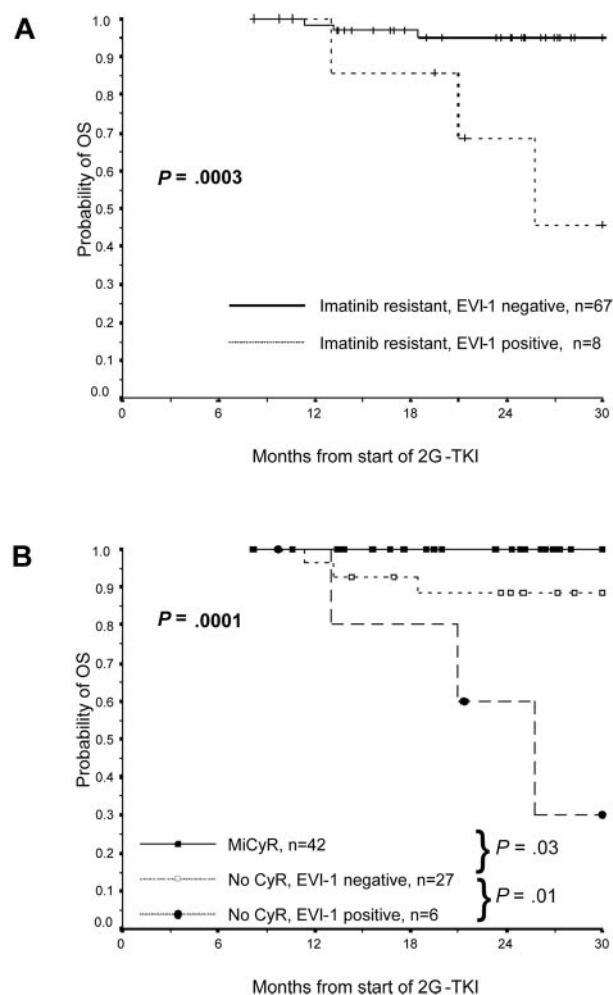 A
1.0
0.9
0.8
0.7
0.6
0.5
0.4
0.3
0.2
0.1
0.0
Probability of OS
P = .0003
Imatinib resistant, EVI-1 negative, n=67
Imatinib resistant, EVI-1 positive, n=8
0 6 12 18 24 30
Months from start of 2G-TKI
B
1.0
0.9
0.8
0.7
0.6
0.5
0.4
0.3
0.2
0.1
0.0
Probability of OS
P = .0001
MiCyR, n=42
No CyR, EVI-1 negative, n=27
No CyR, EVI-1 positive, n=6
} P = .03
} P = .01
0 6 12 18 24 30
Months from start of 2G-TKI